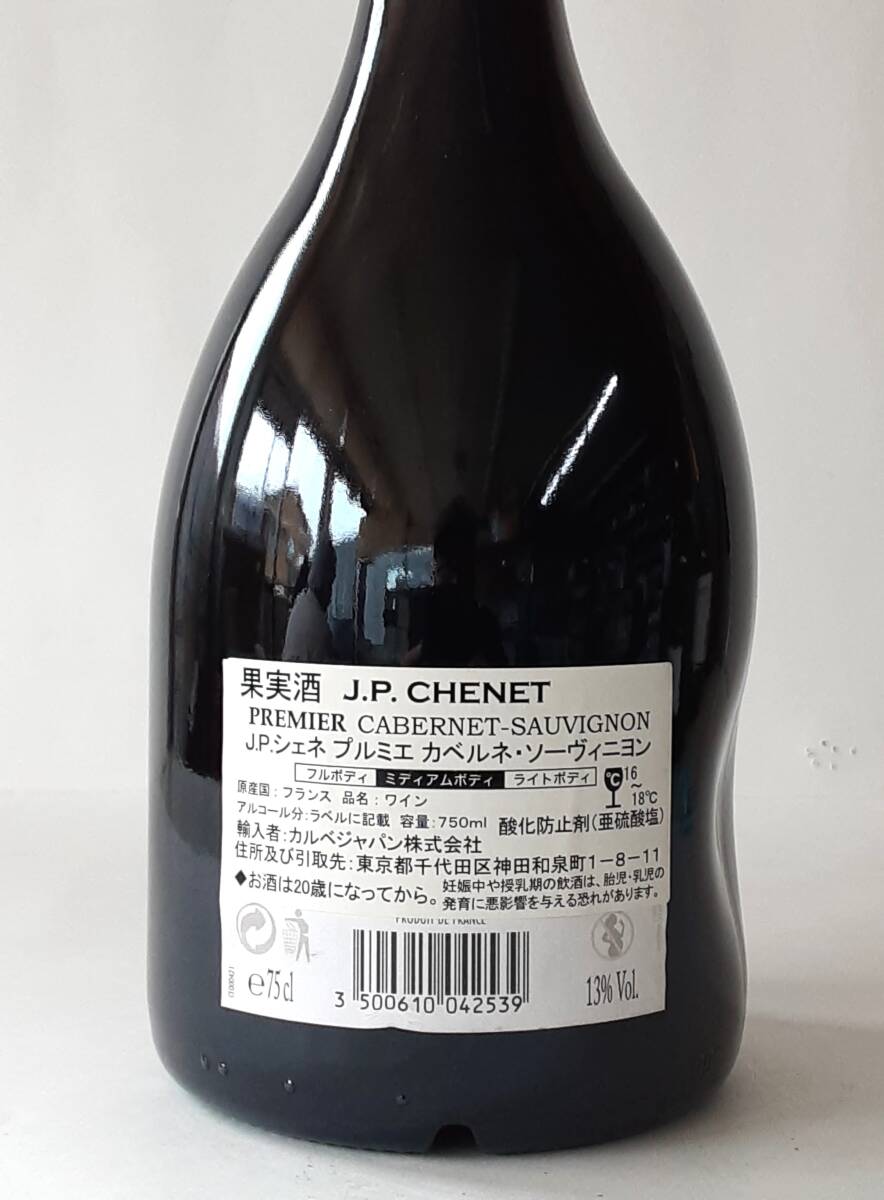 果実酒 J.P. CHENET
PREMIER CABERNET-SAUVIGNON
J.P.シェネ プルミエ カベルネ・ソーヴィニヨン
フルボディ ミディアムボディ ライトボディ
℃ 16～18℃
原産国：フランス 品名：ワイン
アルコール分：ラベルに記載 容量：750ml 酸化防止剤(亜硫酸塩)
輸入者：カルベジャパン株式会社
住所及び引取先：東京都千代田区神田和泉町1-8-11
◆お酒は20歳になってから。 妊娠中や授乳期の飲酒は、胎児・乳児の
発育に悪影響を与える恐れがあります。
PRODUIT DE FRANCE
℮75 cl
3 500610 042539
13% Vol.